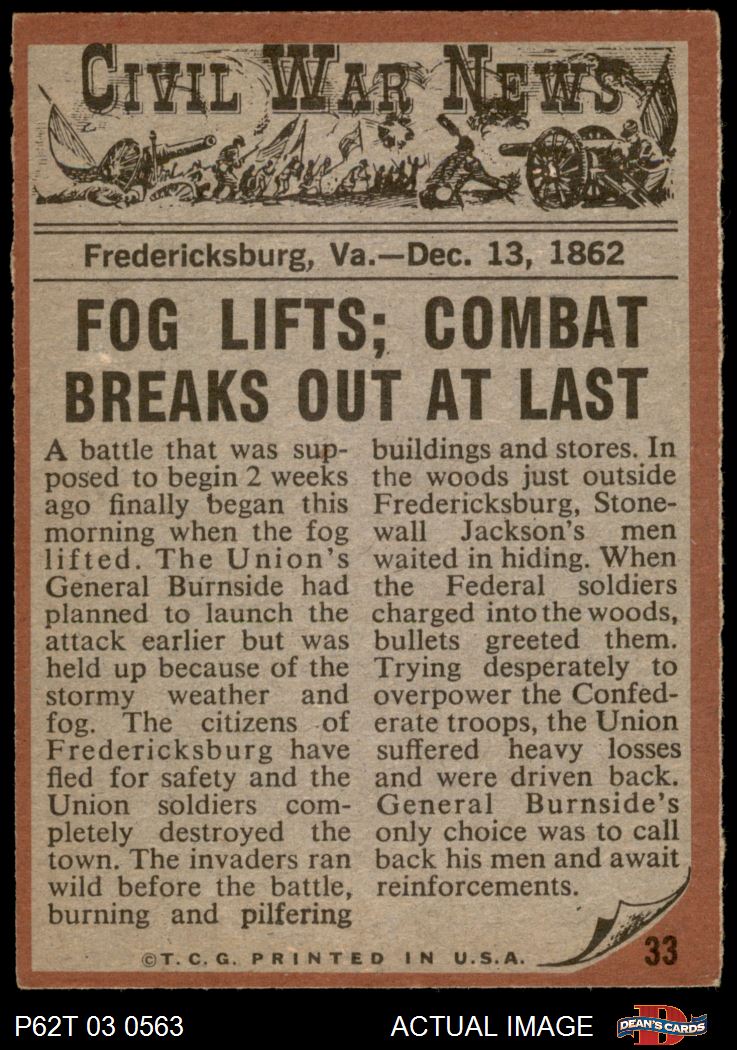 CIVIL WAR NEWS
Fredericksburg, Va.—Dec. 13, 1862
FOG LIFTS; COMBAT
BREAKS OUT AT LAST
A battle that was sup-
posed to begin 2 weeks
ago finally began this
morning when the fog
lifted. The Union's
General Burnside had
planned to launch the
attack earlier but was
held up because of the
stormy weather and
fog. The citizens of
Fredericksburg have
fled for safety and the
Union soldiers com-
pletely destroyed the
town. The invaders ran
wild before the battle,
burning and pilfering
buildings and stores. In
the woods just outside
Fredericksburg, Stone-
wall Jackson's men
waited in hiding. When
the Federal soldiers
charged into the woods,
bullets greeted them.
Trying desperately to
overpower the Confed-
erate troops, the Union
suffered heavy losses
and were driven back.
General Burnside's
only choice was to call
back his men and await
reinforcements.
©T.C.G. PRINTED IN U.S.A.
33
P62T 03 0563
ACTUAL IMAGE
D
DEAN'S CARDS